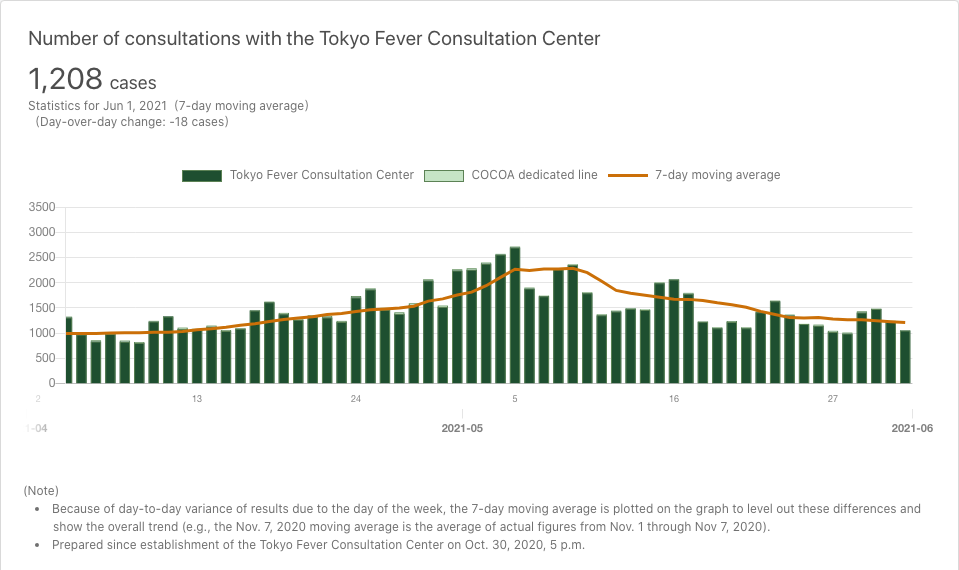 Number of consultations with the Tokyo Fever Consultation Center
1,208 cases
Statistics for Jun 1, 2021 (7-day moving average)
(Day-over-day change: -18 cases)
Tokyo Fever Consultation Center COCOA dedicated line 7-day moving average
3500
3000
2500
2000
1500
1000
500
0
2 13 24 5 16 27
-04 2021-05 2021-06
(Note)
• Because of day-to-day variance of results due to the day of the week, the 7-day moving average is plotted on the graph to level out these differences and
show the overall trend (e.g., the Nov. 7, 2020 moving average is the average of actual figures from Nov. 1 through Nov 7, 2020).
• Prepared since establishment of the Tokyo Fever Consultation Center on Oct. 30, 2020, 5 p.m.